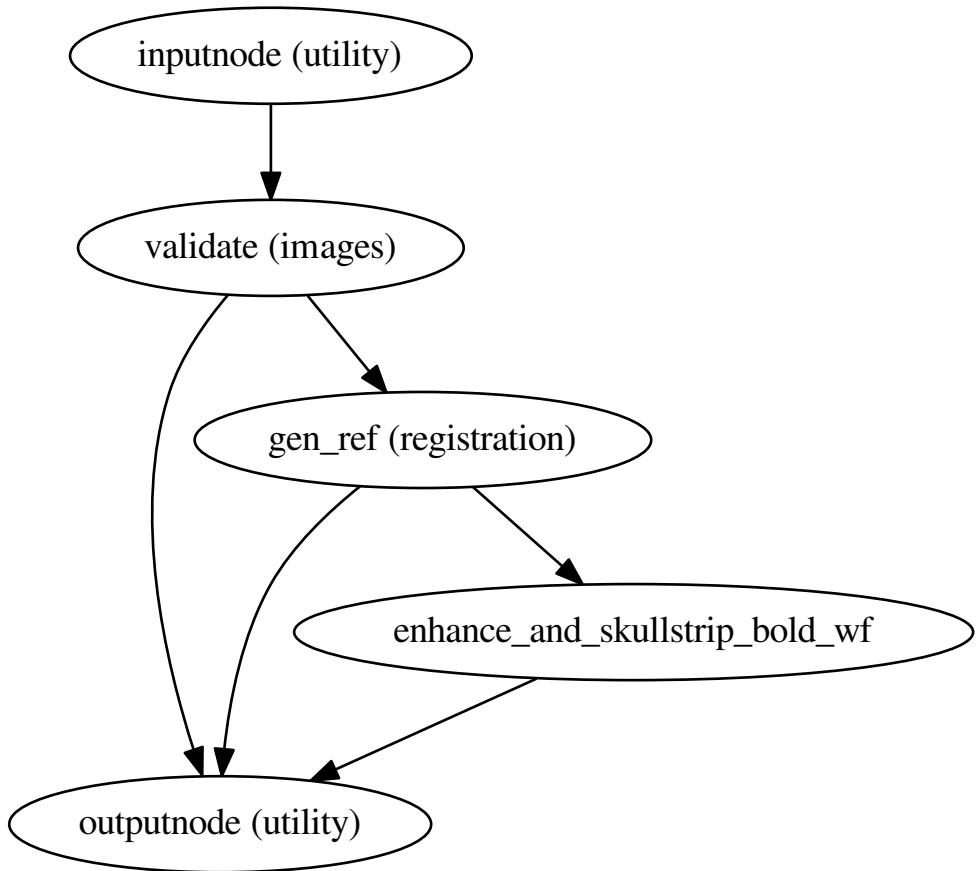 inputnode (utility)
validate (images)
gen_ref (registration)
enhance_and_skullstrip_bold_wf
outputnode (utility)